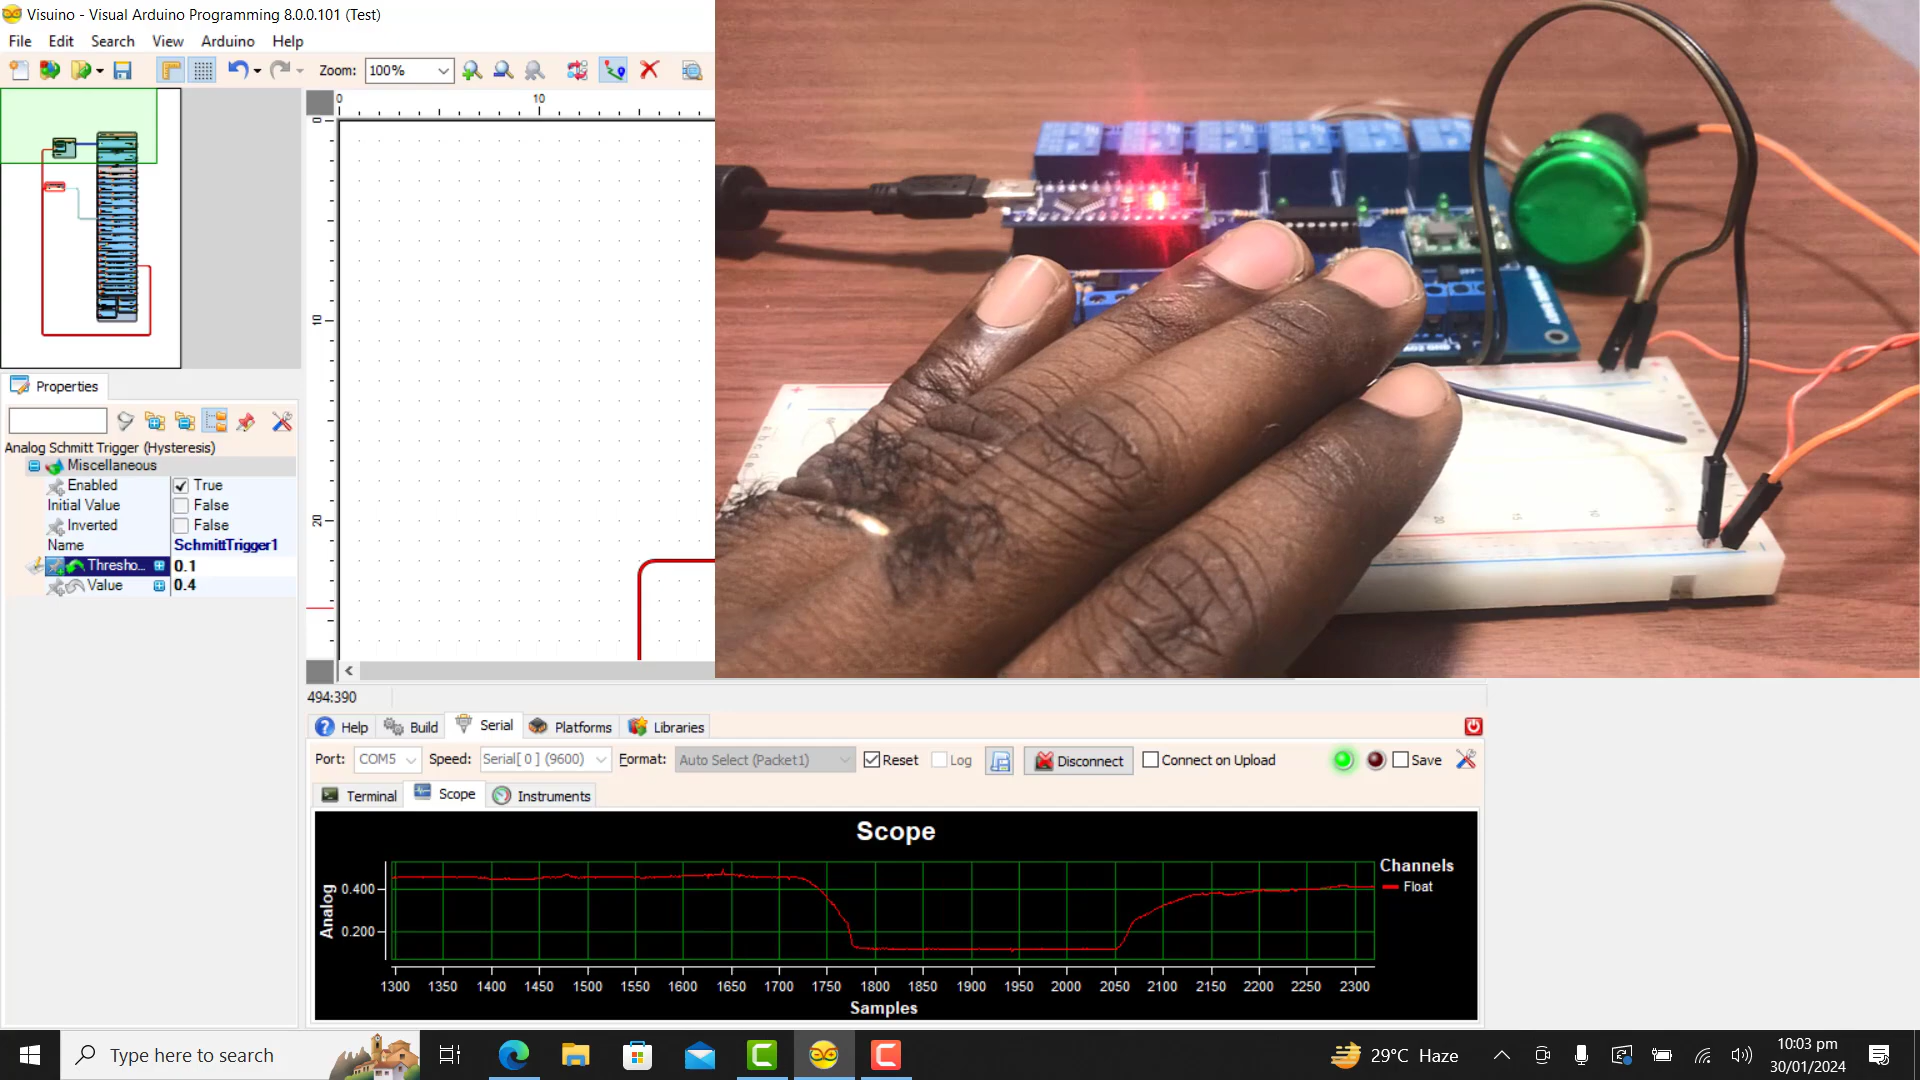 Visuino - Visual Arduino Programming 8.0.0.101 (Test)
File Edit Search View Arduino Help
Zoom: 100%
0 10
0
10
20
Properties
Analog Schmitt Trigger (Hysteresis)
Miscellaneous
Enabled True
Initial Value False
Inverted False
Name SchmittTrigger1
Thresho... 0.1
Value 0.4
494:390
Help Build Serial Platforms Libraries
Port: COM5 Speed: Serial[ 0 ] (9600) Format: Auto Select (Packet1) Reset Log Disconnect Connect on Upload Save
Terminal Scope Instruments
Scope
Channels
Float
Analog
0.400
0.200
1300 1350 1400 1450 1500 1550 1600 1650 1700 1750 1800 1850 1900 1950 2000 2050 2100 2150 2200 2250 2300
Samples
Type here to search
29°C Haze
10:03 pm
30/01/2024